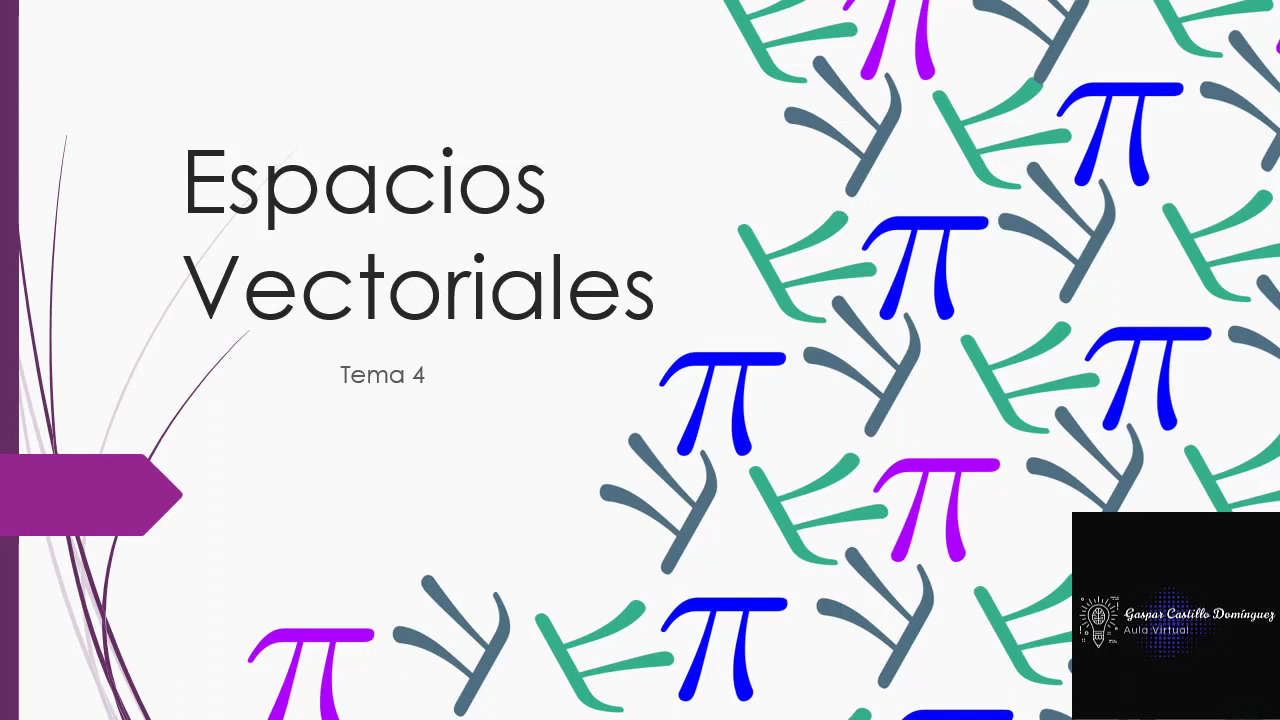 Espacios
Vectoriales
Tema 4
Gaspar Castillo Domínguez
Aula Virtual